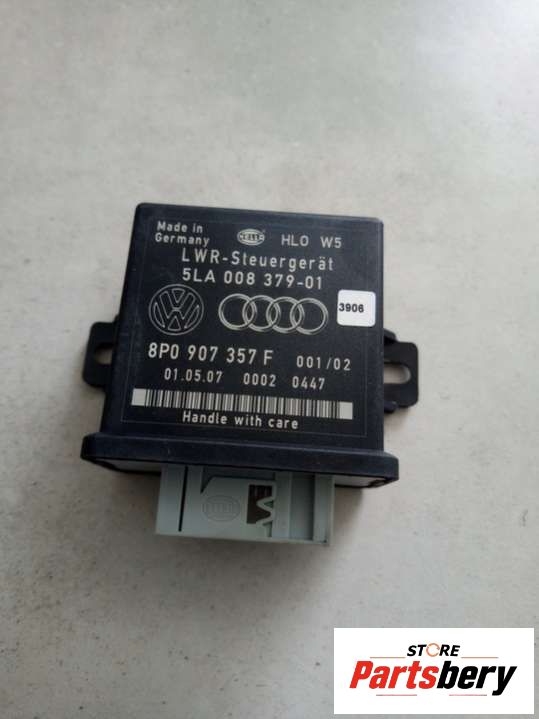 Made in
Germany
HELLA
HLO W5
LWR-Steuergerät
5LA 008 379-01
3906
8P0 907 357 F 001/02
01.05.07 0002 0447
Handle with care
STORE
Partsbery